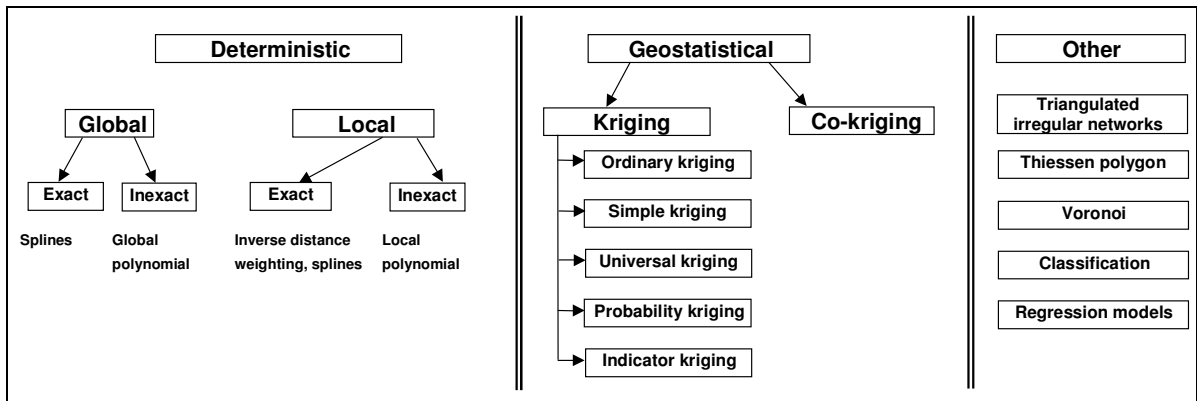 Deterministic
Global
Local
Exact
Inexact
Exact
Inexact
Splines
Global
polynomial
Inverse distance
weighting, splines
Local
polynomial
Geostatistical
Kriging
Co-kriging
Ordinary kriging
Simple kriging
Universal kriging
Probability kriging
Indicator kriging
Other
Triangulated
irregular networks
Thiessen polygon
Voronoi
Classification
Regression models